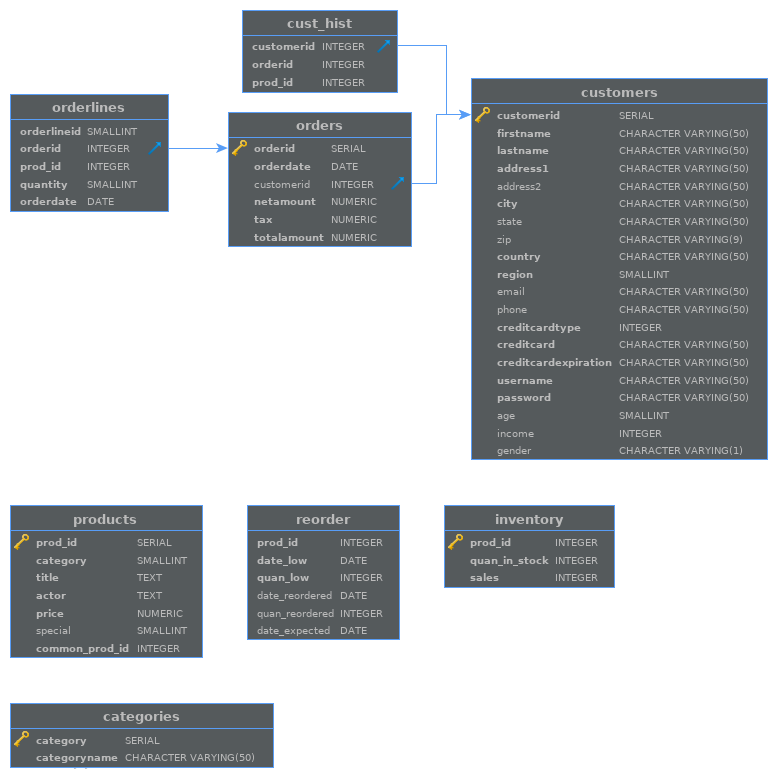 cust_hist
customerid INTEGER
orderid INTEGER
prod_id INTEGER
orderlines
orderlineid SMALLINT
orderid INTEGER
prod_id INTEGER
quantity SMALLINT
orderdate DATE
orders
orderid SERIAL
orderdate DATE
customerid INTEGER
netamount NUMERIC
tax NUMERIC
totalamount NUMERIC
customers
customerid SERIAL
firstname CHARACTER VARYING(50)
lastname CHARACTER VARYING(50)
address1 CHARACTER VARYING(50)
address2 CHARACTER VARYING(50)
city CHARACTER VARYING(50)
state CHARACTER VARYING(50)
zip CHARACTER VARYING(9)
country CHARACTER VARYING(50)
region SMALLINT
email CHARACTER VARYING(50)
phone CHARACTER VARYING(50)
creditcardtype INTEGER
creditcard CHARACTER VARYING(50)
creditcardexpiration CHARACTER VARYING(50)
username CHARACTER VARYING(50)
password CHARACTER VARYING(50)
age SMALLINT
income INTEGER
gender CHARACTER VARYING(1)
products
prod_id SERIAL
category SMALLINT
title TEXT
actor TEXT
price NUMERIC
special SMALLINT
common_prod_id INTEGER
reorder
prod_id INTEGER
date_low DATE
quan_low INTEGER
date_reordered DATE
quan_reordered INTEGER
date_expected DATE
inventory
prod_id INTEGER
quan_in_stock INTEGER
sales INTEGER
categories
category SERIAL
categoryname CHARACTER VARYING(50)